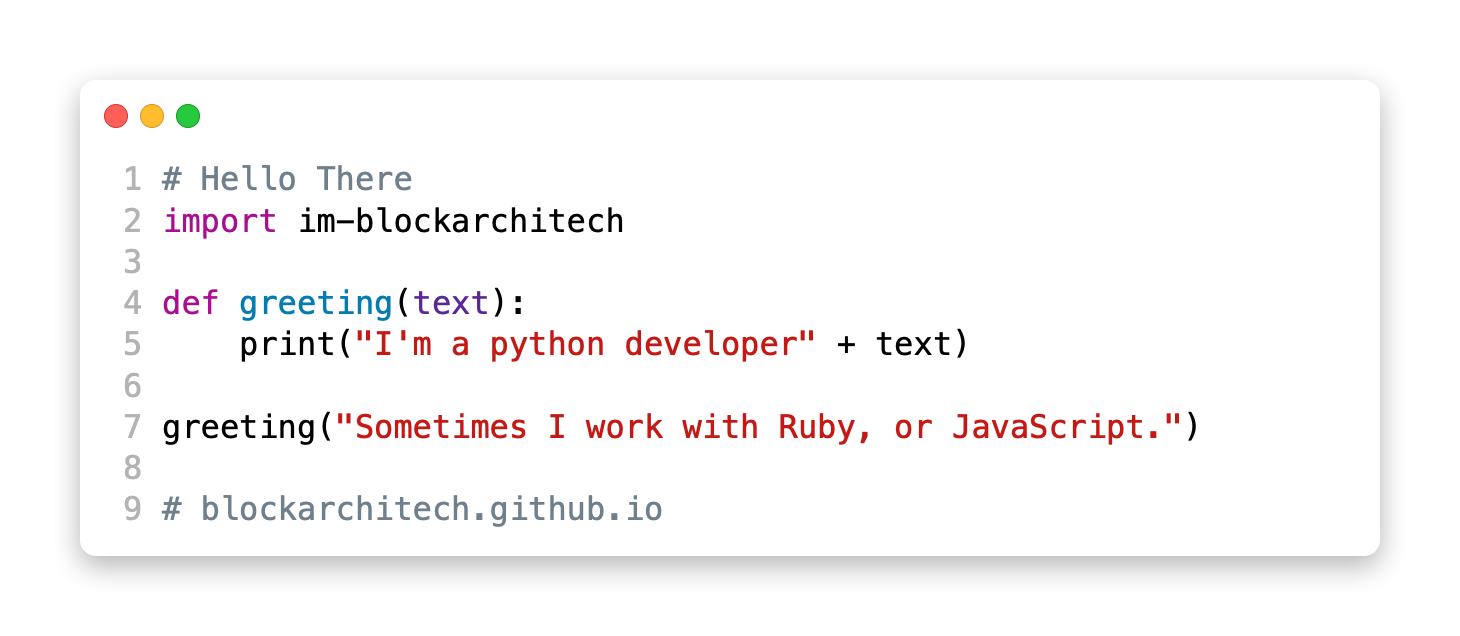 1 # Hello There
2 import im-blockarchitech
3
4 def greeting(text):
5     print("I'm a python developer" + text)
6
7 greeting("Sometimes I work with Ruby, or JavaScript.")
8
9 # blockarchitech.github.io